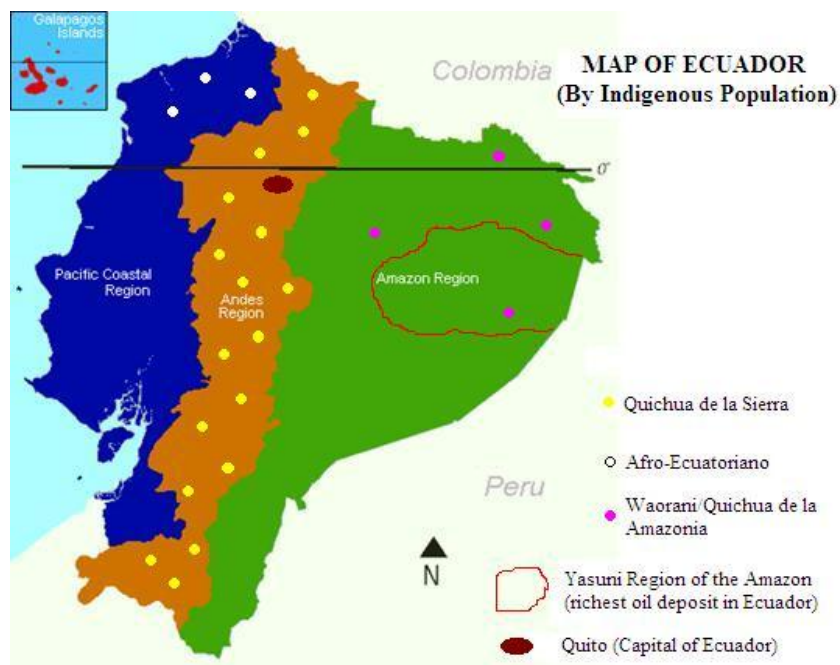 Galapagos
Islands
Colombia
MAP OF ECUADOR
(By Indigenous Population)
σ
Pacific Coastal
Region
Andes
Region
Amazon Region
Quichua de la Sierra
Afro-Ecuatoriano
Peru
Waorani/Quichua de la
Amazonia
N
Yasuni Region of the Amazon
(richest oil deposit in Ecuador)
Quito (Capital of Ecuador)